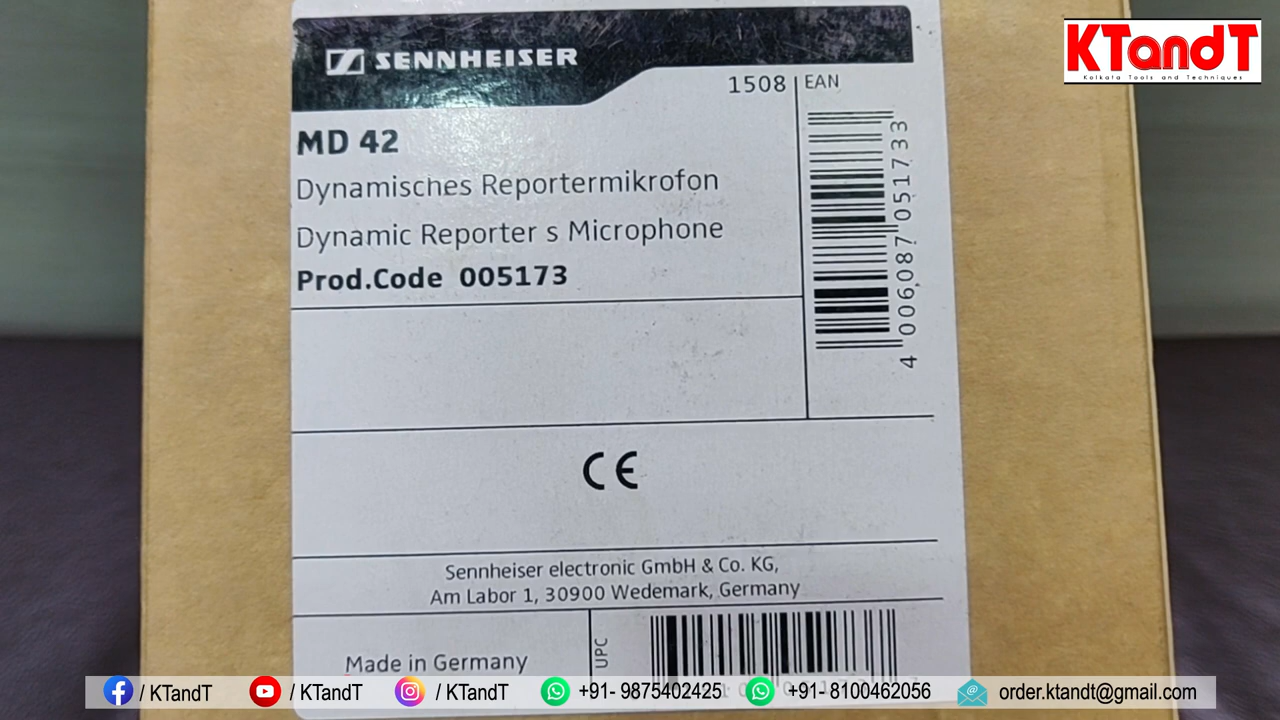 KTandT
Kolkata Tools and Techniques
SENNHEISER
1508
EAN
MD 42
Dynamisches Reportermikrofon
Dynamic Reporter s Microphone
Prod.Code 005173
4 006087 051733
CE
Sennheiser electronic GmbH & Co. KG,
Am Labor 1, 30900 Wedemark, Germany
Made in Germany
UPC
/ KTandT
/ KTandT
/ KTandT
+91- 9875402425
+91- 8100462056
order.ktandt@gmail.com